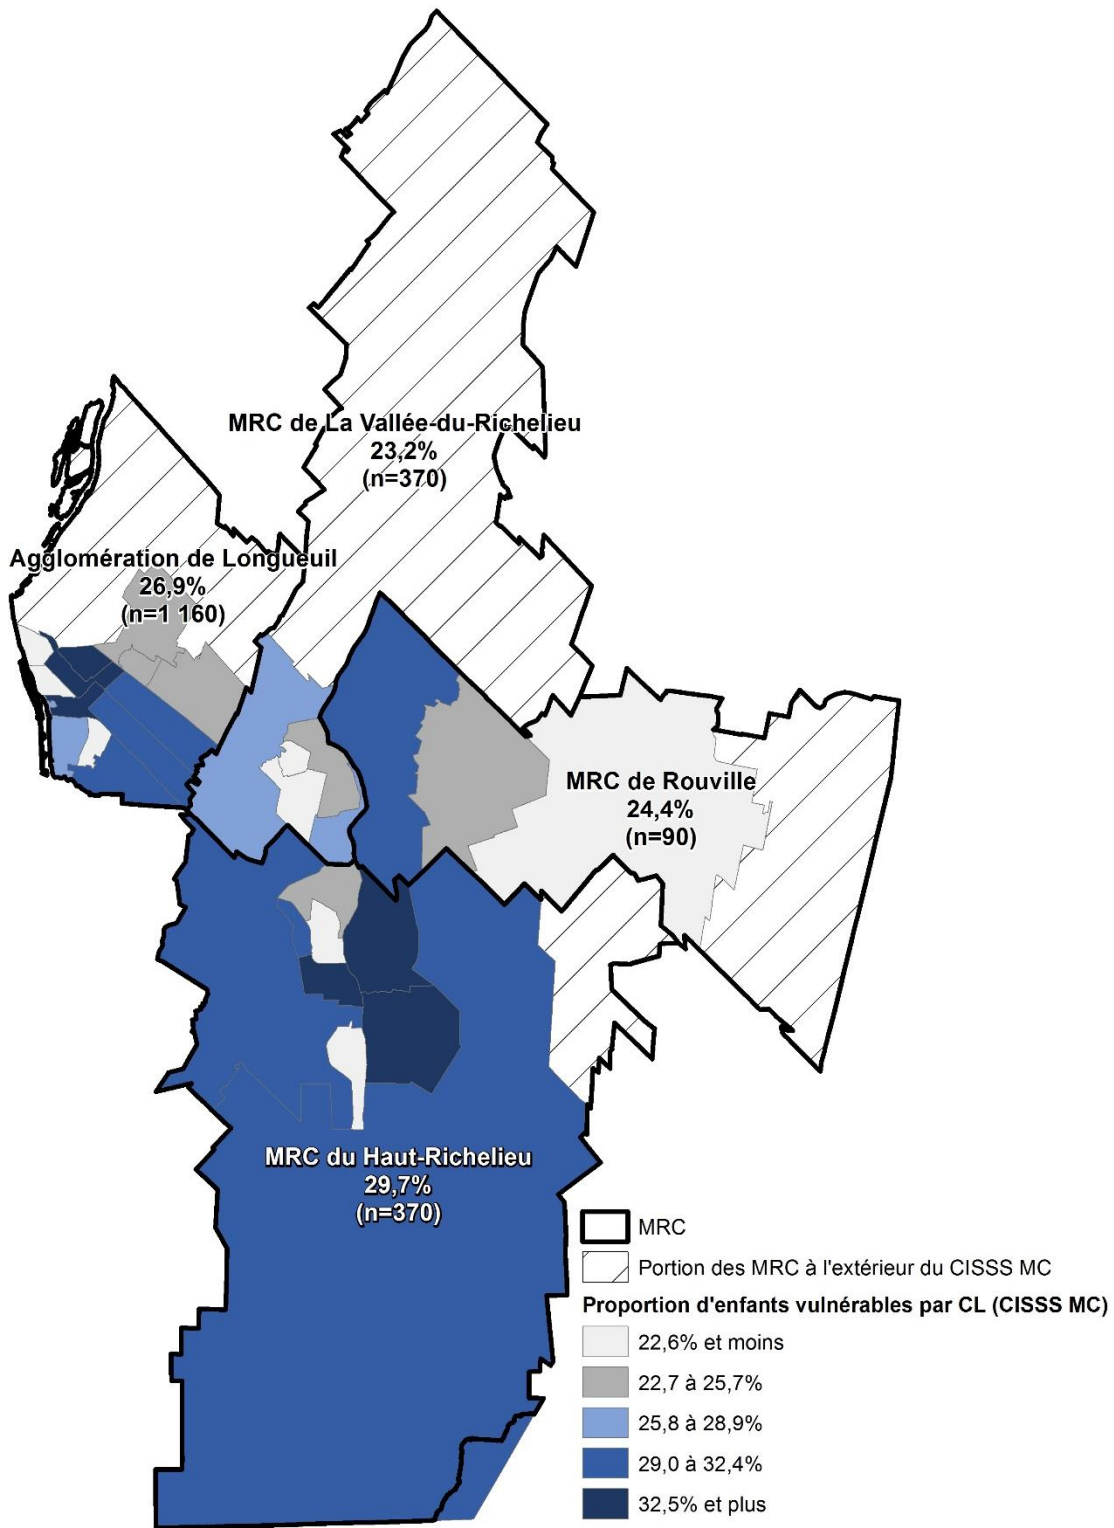 MRC de La Vallée-du-Richelieu
23,2%
(n=370)
Agglomération de Longueuil
26,9%
(n=1 160)
MRC de Rouville
24,4%
(n=90)
MRC du Haut-Richelieu
29,7%
(n=370)
MRC
Portion des MRC à l'extérieur du CISSS MC
Proportion d'enfants vulnérables par CL (CISSS MC)
22,6% et moins
22,7 à 25,7%
25,8 à 28,9%
29,0 à 32,4%
32,5% et plus